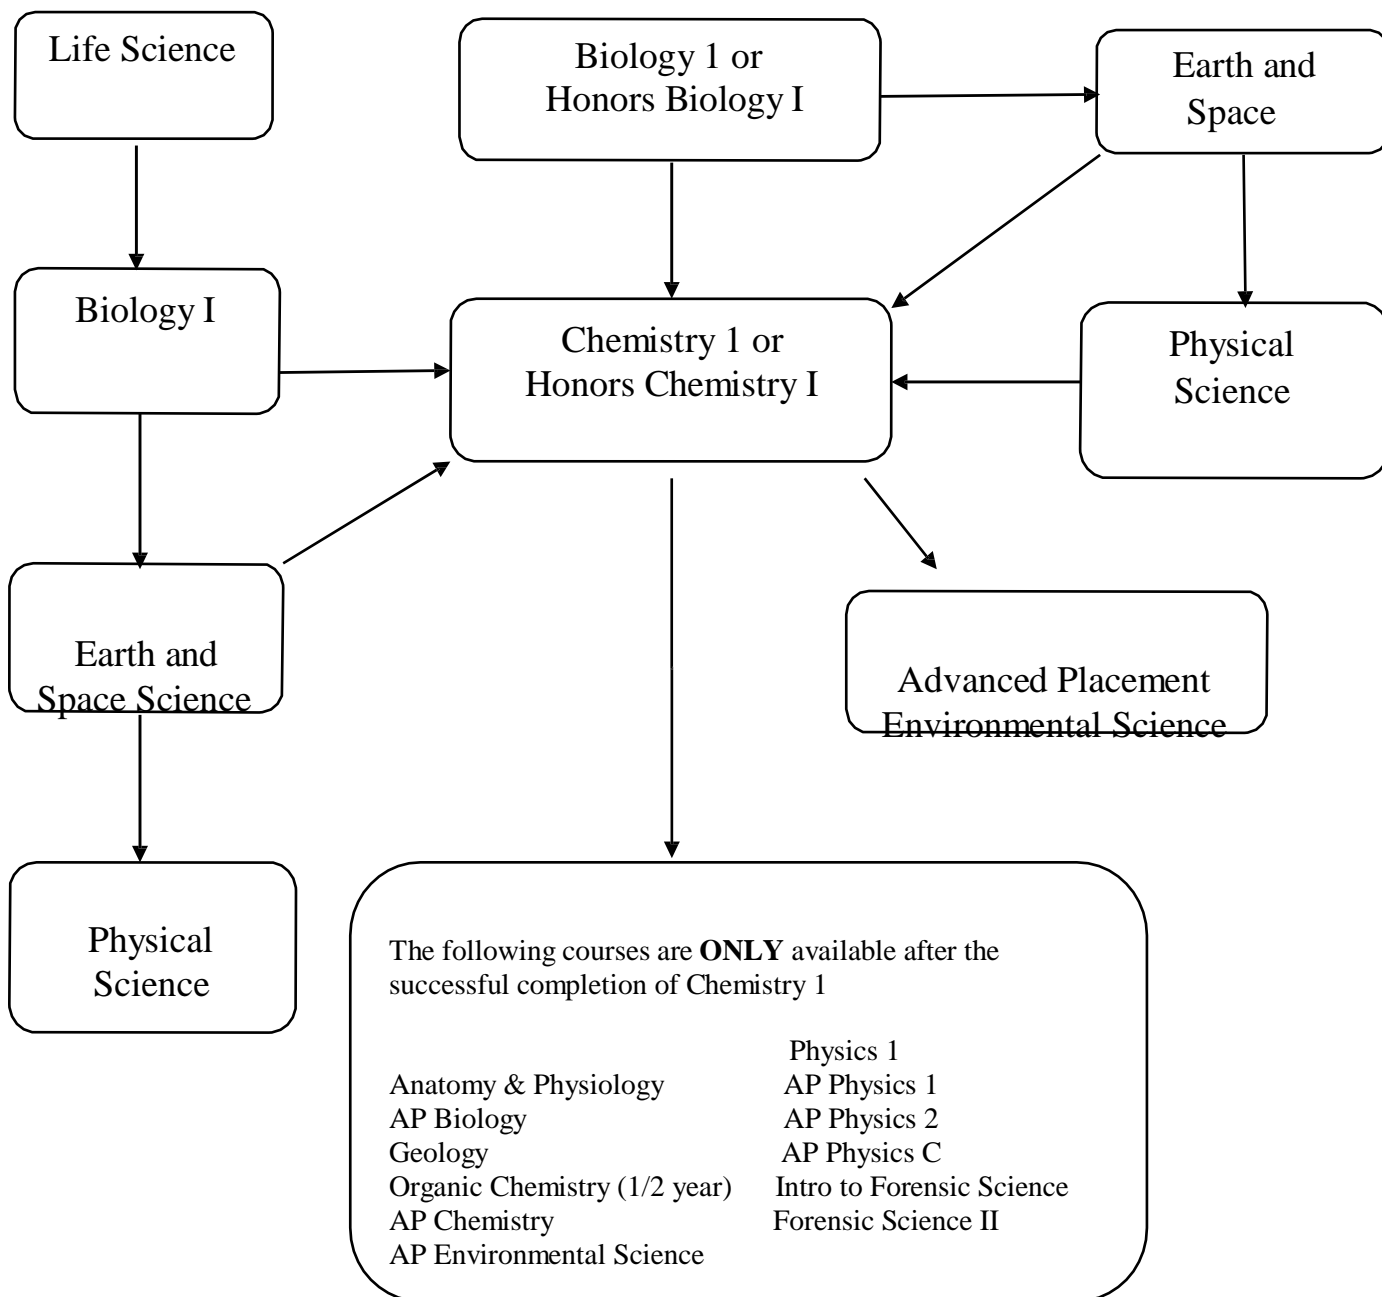 Life Science
Biology 1 or
Honors Biology I
Earth and
Space
Biology I
Chemistry 1 or
Honors Chemistry I
Physical
Science
Earth and
Space Science
Advanced Placement
Environmental Science
Physical
Science
The following courses are ONLY available after the
successful completion of Chemistry 1
Physics 1
Anatomy & Physiology AP Physics 1
AP Biology AP Physics 2
Geology AP Physics C
Organic Chemistry (1/2 year) Intro to Forensic Science
AP Chemistry Forensic Science II
AP Environmental Science